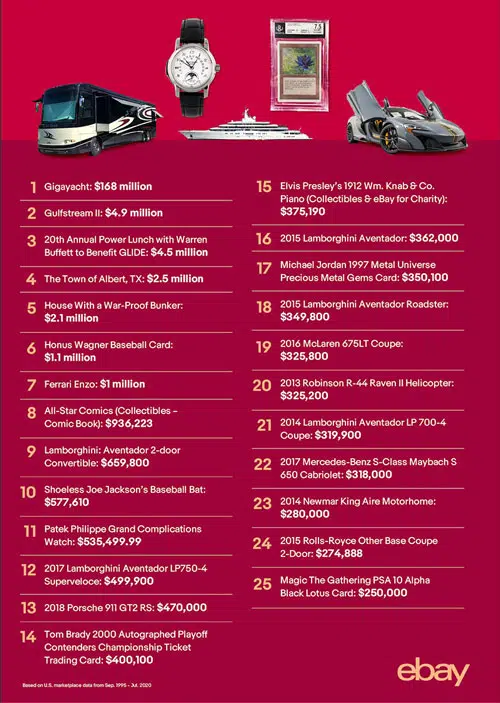 7.5
1 Gigayacht: $168 million
2 Gulfstream II: $4.9 million
3 20th Annual Power Lunch with Warren
Buffett to Benefit GLIDE: $4.5 million
4 The Town of Albert, TX: $2.5 million
5 House With a War-Proof Bunker:
$2.1 million
6 Honus Wagner Baseball Card:
$1.1 million
7 Ferrari Enzo: $1 million
8 All-Star Comics (Collectibles –
Comic Book): $936,223
9 Lamborghini: Aventador 2-door
Convertible: $659,800
10 Shoeless Joe Jackson's Baseball Bat:
$577,610
11 Patek Philippe Grand Complications
Watch: $535,499.99
12 2017 Lamborghini Aventador LP750-4
Superveloce: $499,900
13 2018 Porsche 911 GT2 RS: $470,000
14 Tom Brady 2000 Autographed Playoff
Contenders Championship Ticket
Trading Card: $400,100
15 Elvis Presley's 1912 Wm. Knab & Co.
Piano (Collectibles & eBay for Charity):
$375,190
16 2015 Lamborghini Aventador: $362,000
17 Michael Jordan 1997 Metal Universe
Precious Metal Gems Card: $350,100
18 2015 Lamborghini Aventador Roadster:
$349,800
19 2016 McLaren 675LT Coupe:
$325,800
20 2013 Robinson R-44 Raven II Helicopter:
$325,200
21 2014 Lamborghini Aventador LP 700-4
Coupe: $319,900
22 2017 Mercedes-Benz S-Class Maybach S
650 Cabriolet: $318,000
23 2014 Newmar King Aire Motorhome:
$280,000
24 2015 Rolls-Royce Other Base Coupe
2-Door: $274,888
25 Magic The Gathering PSA 10 Alpha
Black Lotus Card: $250,000
Based on U.S. marketplace data from Sep. 1995 - Jul. 2020
ebay